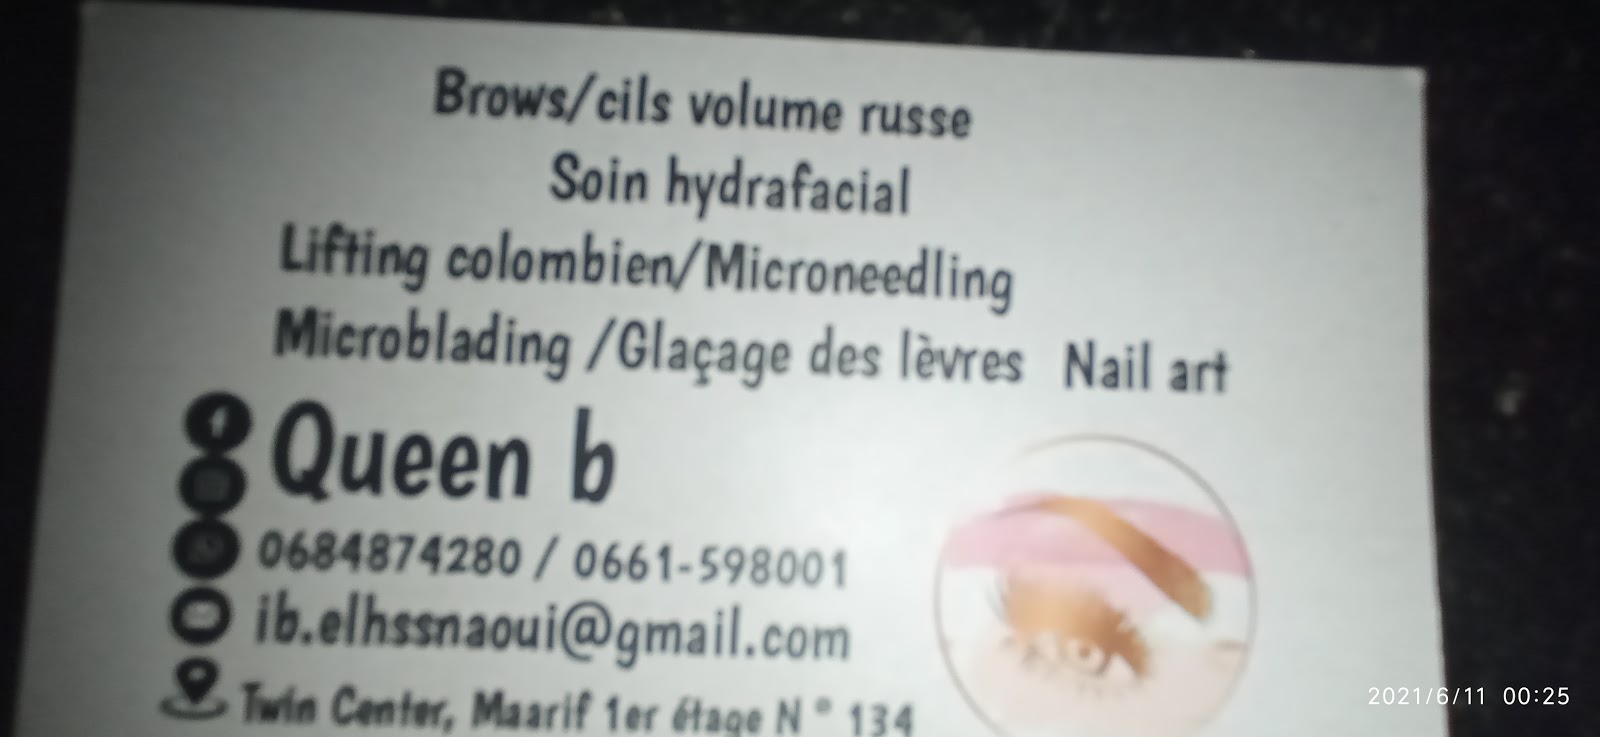 Brows/cils volume russe
Soin hydrafacial
Lifting colombien/Microneedling
Microblading /Glaçage des lèvres Nail art
Queen b
0684874280 / 0661-598001
ib.elhssnaoui@gmail.com
Twin Center, Maarif 1er étage N° 134
2021/6/11 00:25